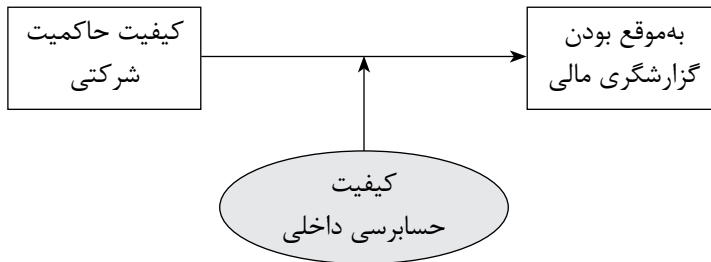 به‌موقع بودن
گزارشگری مالی
کیفیت حاکمیت
شرکتی
کیفیت
حسابرسی داخلی